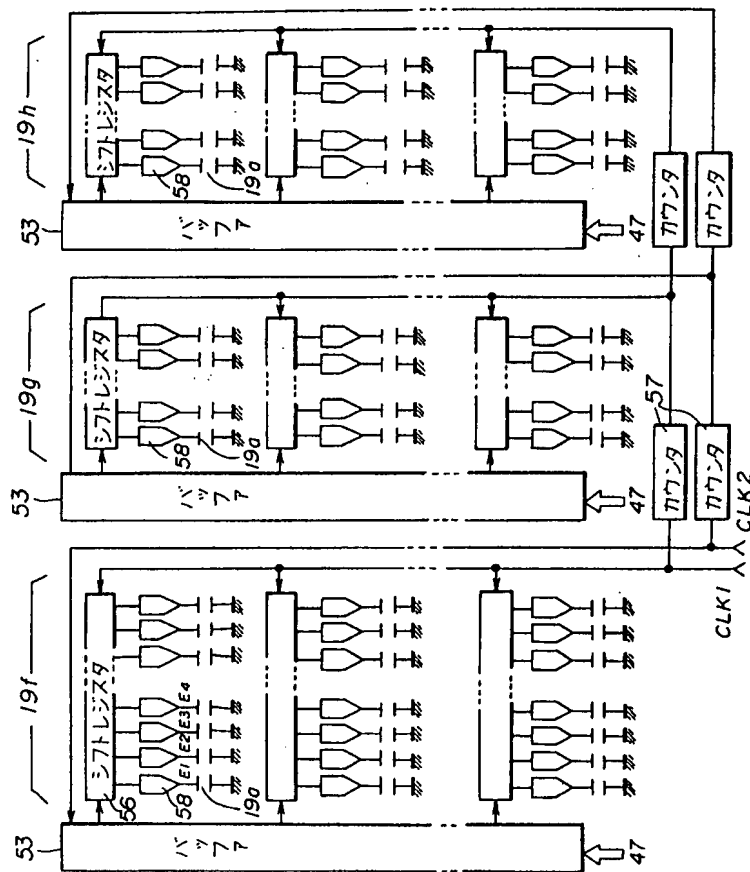 19f
19g
19h
53
バッファ
シフトレジスタ
56
58
E1 E2 E3 E4
19a
47
53
バッファ
シフトレジスタ
58
19a
47
53
バッファ
シフトレジスタ
58
19a
47
カウンタ
カウンタ
57
カウンタ
カウンタ
CLK1
CLK2